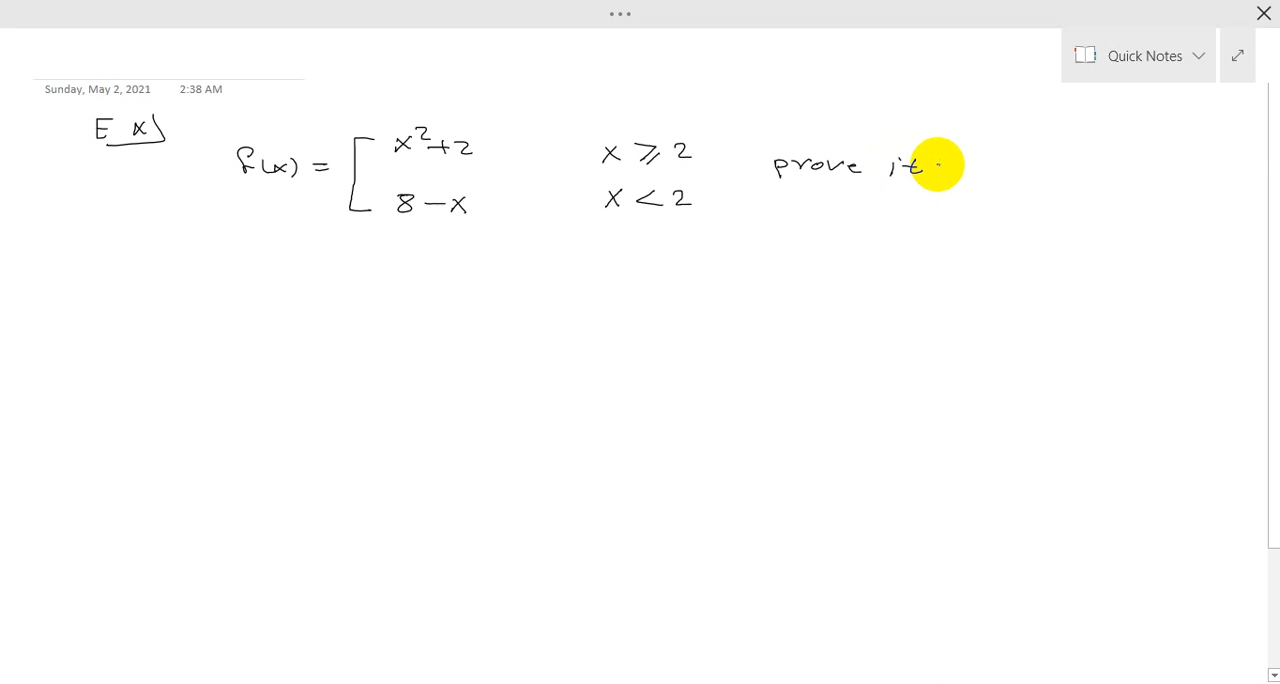 Quick Notes
Sunday, May 2, 2021 2:38 AM
Ex)
f(x) = [ x²+2 x ≥ 2 prove it
8-x x < 2